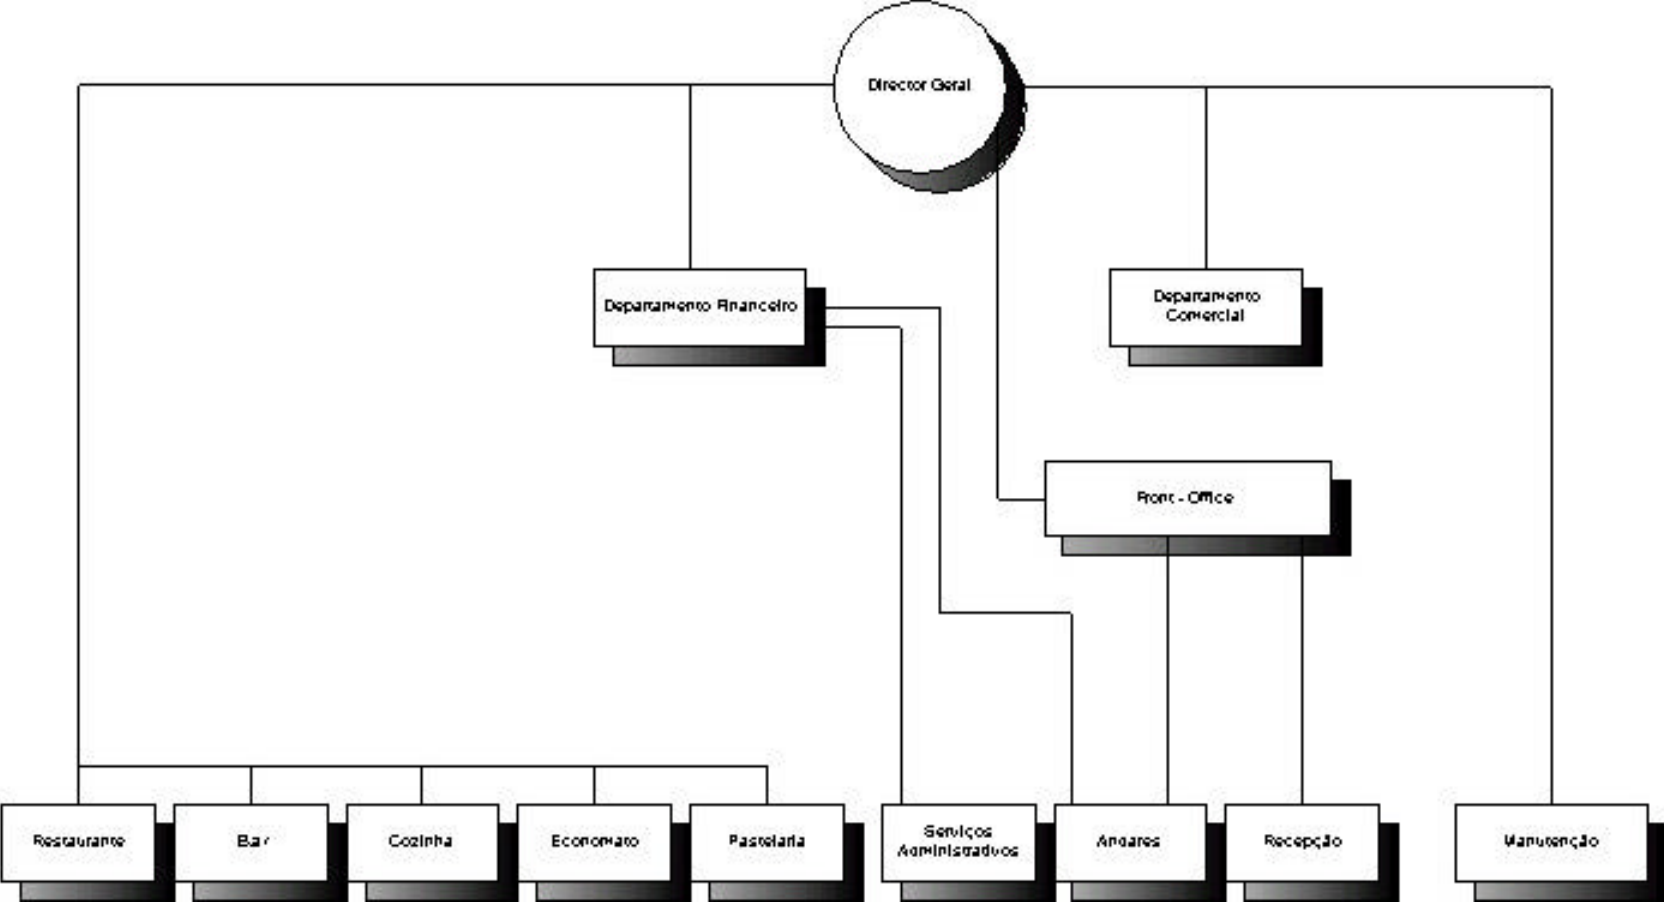 Director Geral
Departamento Financeiro
Departamento
Comercial
Front - Office
Restaurante
Bar
Cozinha
Economato
Pastelaria
Serviços
Administrativos
Andares
Recepção
Manutenção